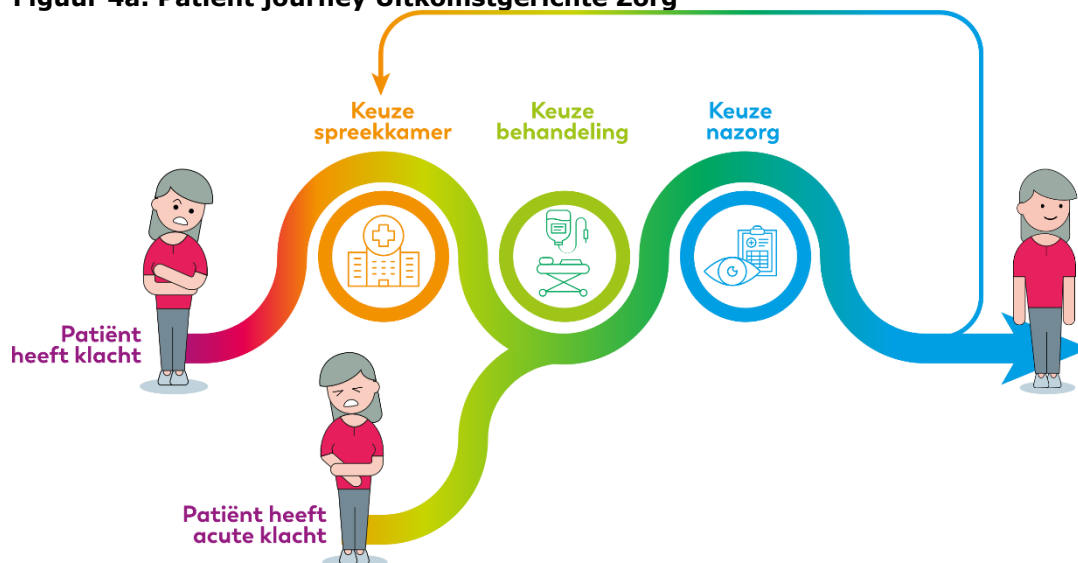 Figuur 4a: Patiënt journey Uitkomstgerichte Zorg
Keuze
spreekkamer
Keuze
behandeling
Keuze
nazorg
Patiënt
heeft klacht
Patiënt heeft
acute klacht